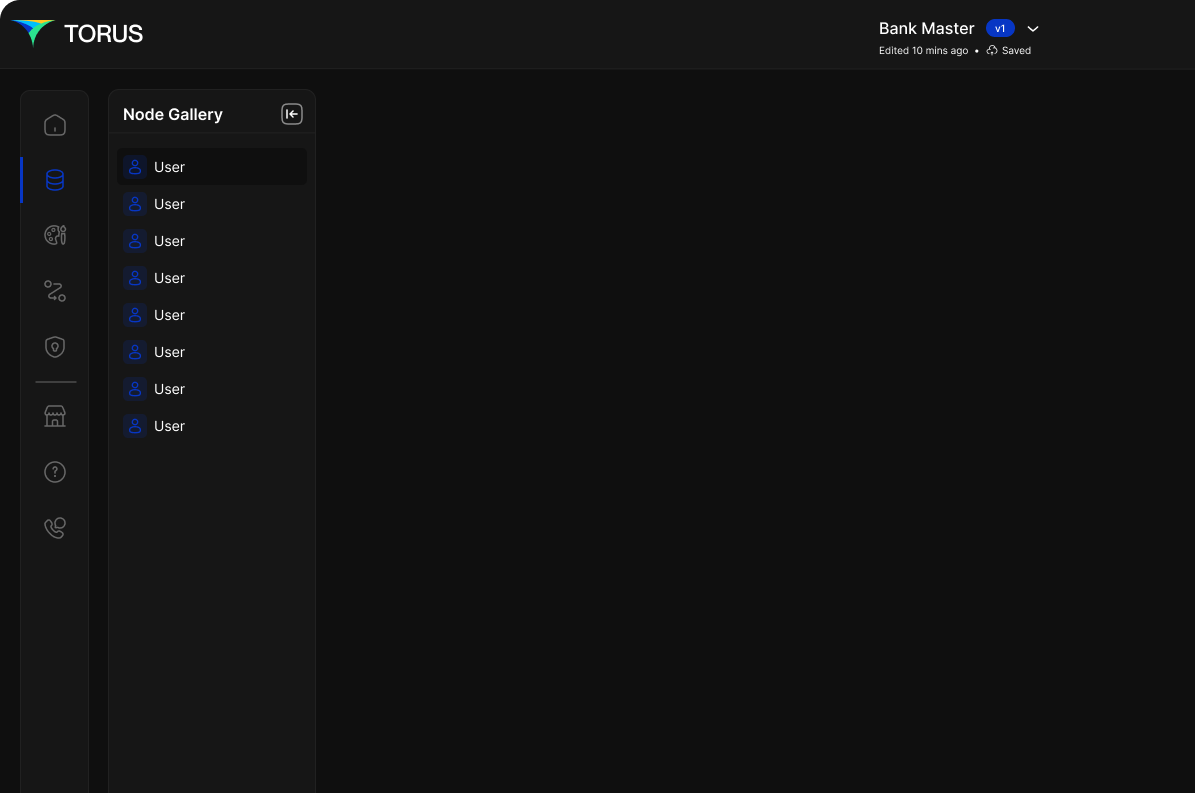 TORUS
Bank Master v1
Edited 10 mins ago • Saved
Node Gallery
User
User
User
User
User
User
User
User